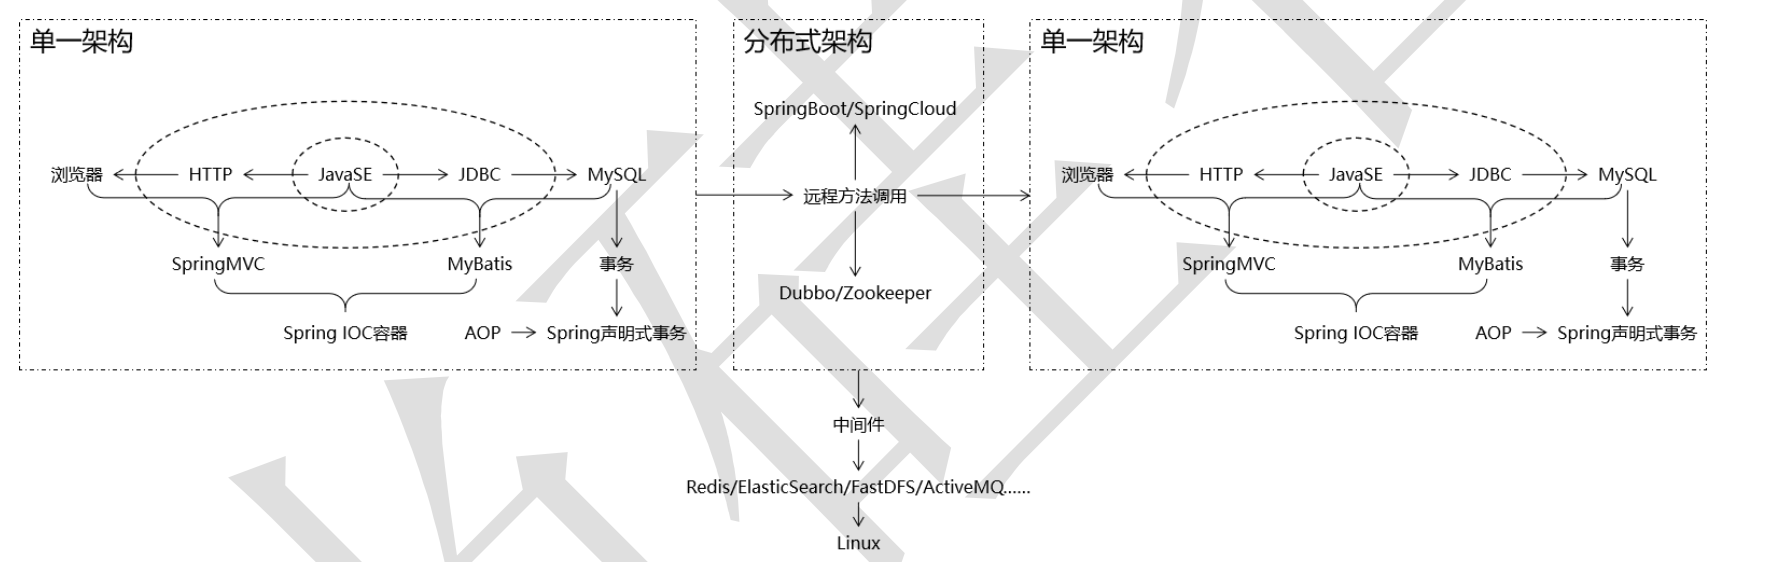 单一架构
浏览器 HTTP JavaSE JDBC MySQL
SpringMVC MyBatis 事务
Spring IOC容器 AOP Spring声明式事务
分布式架构
SpringBoot/SpringCloud
远程方法调用
Dubbo/Zookeeper
单一架构
浏览器 HTTP JavaSE JDBC MySQL
SpringMVC MyBatis 事务
Spring IOC容器 AOP Spring声明式事务
中间件
Redis/ElasticSearch/FastDFS/ActiveMQ......
Linux